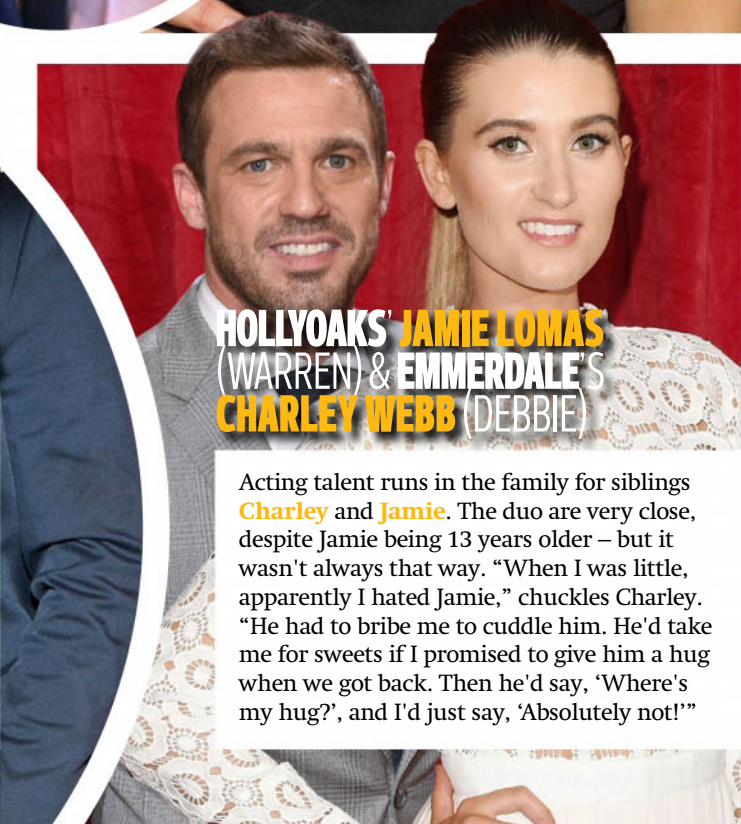 HOLLYOAKS' JAMIE LOMAS
(WARREN) & EMMERDALE'S
CHARLEY WEBB (DEBBIE)
Acting talent runs in the family for siblings
Charley and Jamie. The duo are very close,
despite Jamie being 13 years older – but it
wasn't always that way. “When I was little,
apparently I hated Jamie,” chuckles Charley.
“He had to bribe me to cuddle him. He'd take
me for sweets if I promised to give him a hug
when we got back. Then he'd say, ‘Where's
my hug?’, and I'd just say, ‘Absolutely not!’”